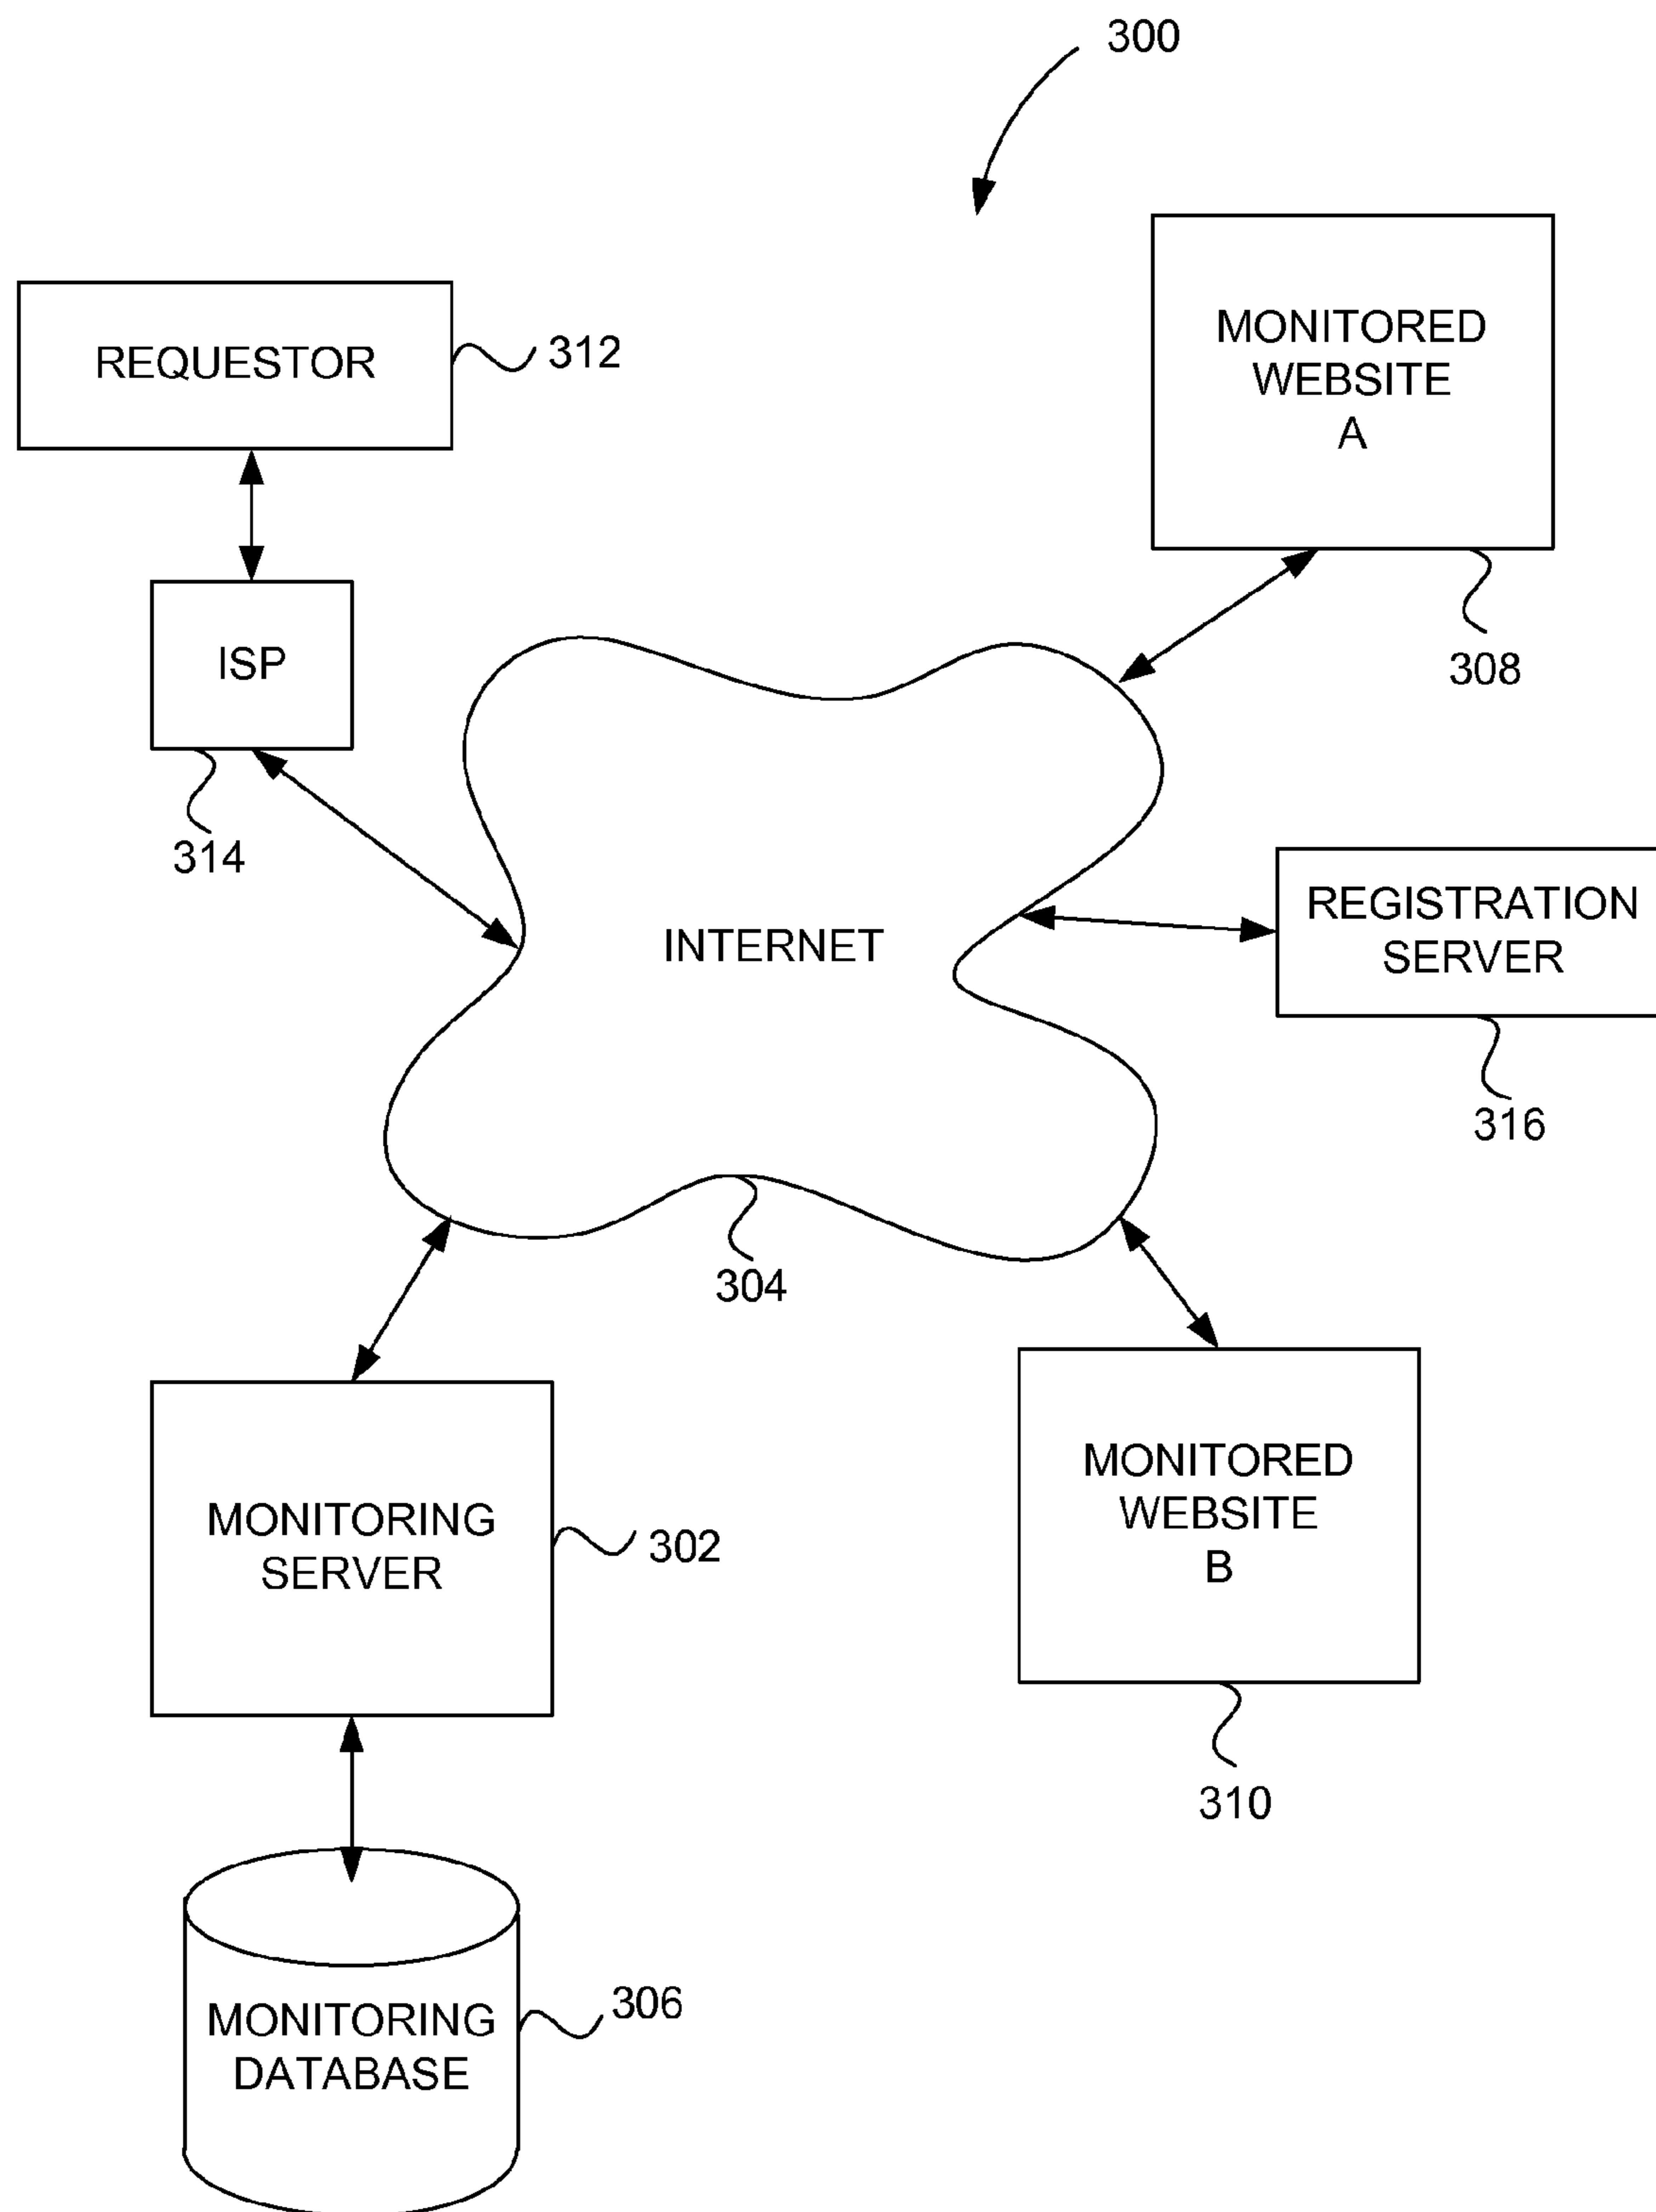 300
REQUESTOR
312
MONITORED
WEBSITE
A
308
ISP
314
INTERNET
304
REGISTRATION
SERVER
316
MONITORING
SERVER
302
MONITORED
WEBSITE
B
310
MONITORING
DATABASE
306